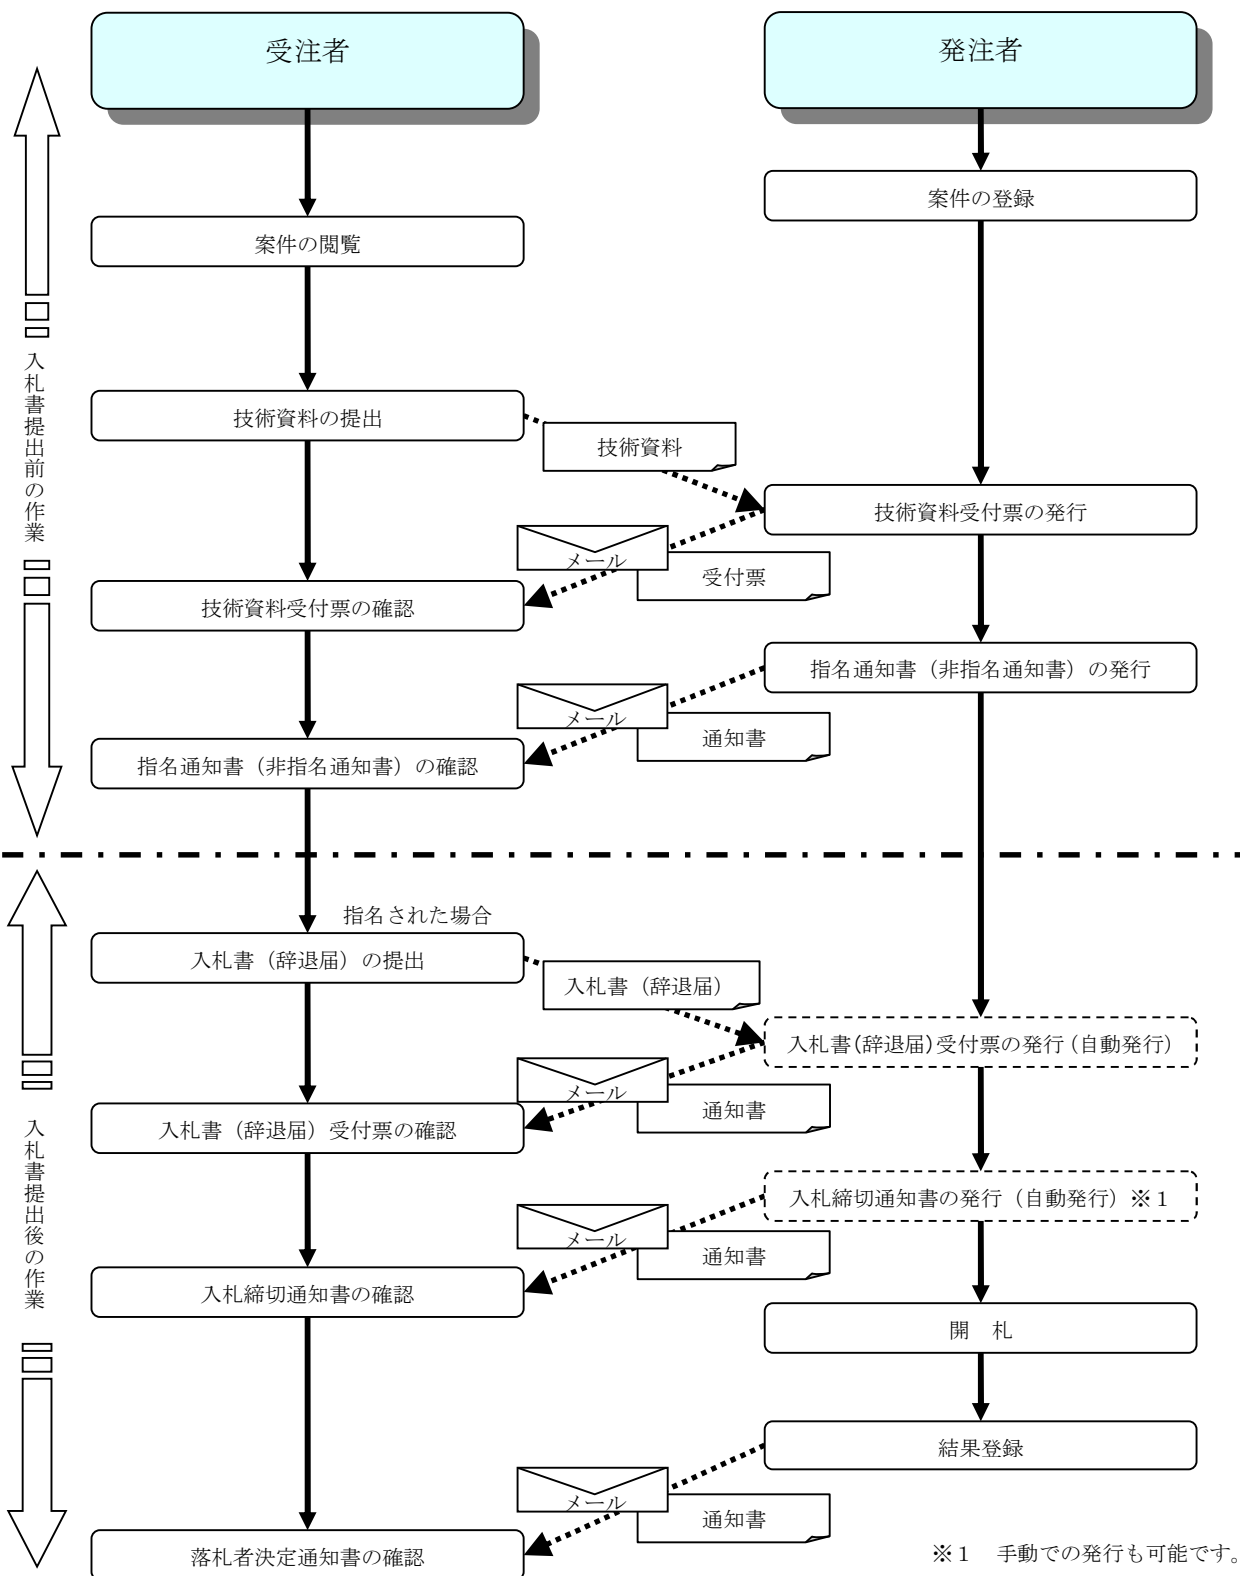 受注者
発注者
案件の登録
案件の閲覧
入札書提出前の作業
技術資料の提出
技術資料
技術資料受付票の発行
メール
受付票
技術資料受付票の確認
指名通知書（非指名通知書）の発行
メール
通知書
指名通知書（非指名通知書）の確認
指名された場合
入札書（辞退届）の提出
入札書（辞退届）
入札書(辞退届)受付票の発行(自動発行)
メール
通知書
入札書（辞退届）受付票の確認
入札書提出後の作業
入札締切通知書の発行（自動発行）※１
メール
通知書
入札締切通知書の確認
開　札
結果登録
メール
通知書
落札者決定通知書の確認
※１　手動での発行も可能です。